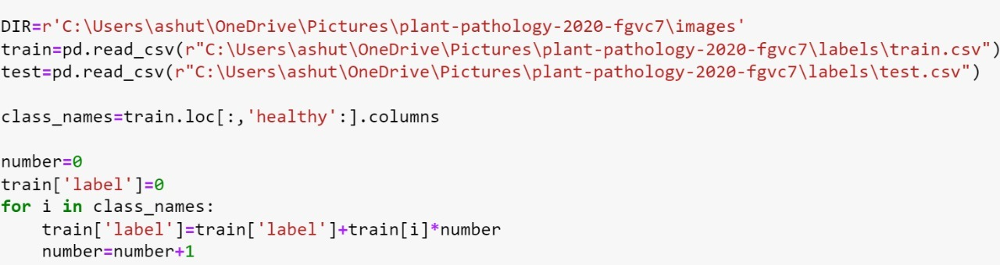 DIR=r'C:\Users\ashut\OneDrive\Pictures\plant-pathology-2020-fgvc7\images'
train=pd.read_csv(r"C:\Users\ashut\OneDrive\Pictures\plant-pathology-2020-fgvc7\labels\train.csv")
test=pd.read_csv(r"C:\Users\ashut\OneDrive\Pictures\plant-pathology-2020-fgvc7\labels\test.csv")
class_names=train.loc[:,'healthy':].columns
number=0
train['label']=0
for i in class_names:
    train['label']=train['label']+train[i]*number
    number=number+1